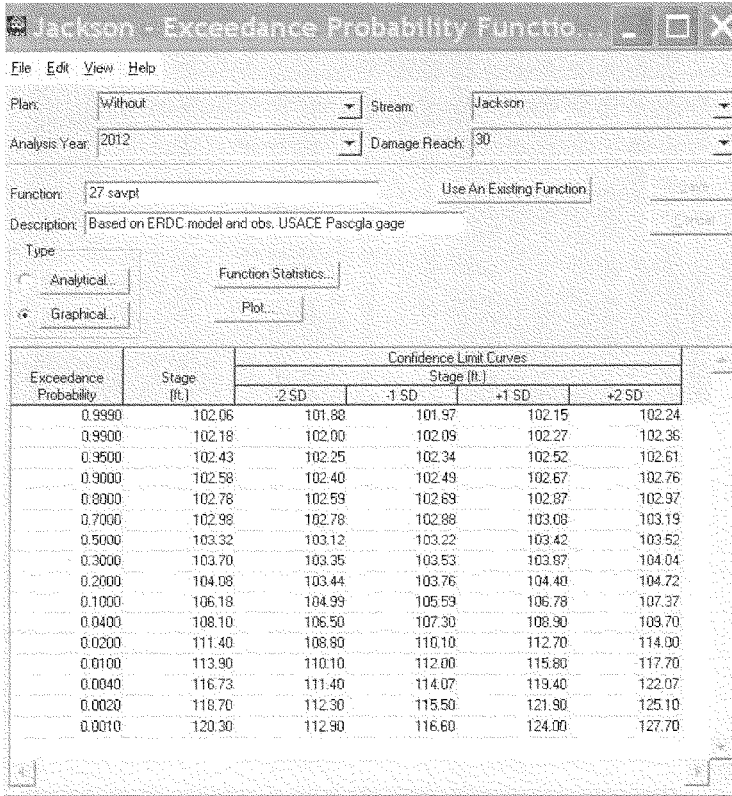 Jackson - Exceedance Probability Functio...
File Edit View Help
Plan: Without Stream: Jackson
Analysis Year: 2012 Damage Reach: 30
Function: 27 savpt Use An Existing Function
Description: Based on ERDC model and obs. USACE Pascgla gage
Type
Analytical... Function Statistics...
Graphical... Plot...
Confidence Limit Curves
Exceedance Stage Stage (ft.)
Probability (ft.) -2 SD -1 SD +1 SD +2 SD
0.9990 102.06 101.88 101.97 102.15 102.24
0.9900 102.18 102.00 102.09 102.27 102.36
0.9500 102.43 102.25 102.34 102.52 102.61
0.9000 102.58 102.40 102.49 102.67 102.76
0.8000 102.78 102.59 102.69 102.87 102.97
0.7000 102.98 102.78 102.88 103.08 103.19
0.5000 103.32 103.12 103.22 103.42 103.52
0.3000 103.70 103.35 103.53 103.87 104.04
0.2000 104.08 103.44 103.76 104.40 104.72
0.1000 106.18 104.99 105.59 106.78 107.37
0.0400 108.10 106.50 107.30 108.90 109.70
0.0200 111.40 108.80 110.10 112.70 114.00
0.0100 113.90 110.10 112.00 115.80 117.70
0.0040 116.73 111.40 114.07 119.40 122.07
0.0020 118.70 112.30 115.50 121.90 125.10
0.0010 120.30 112.90 116.60 124.00 127.70